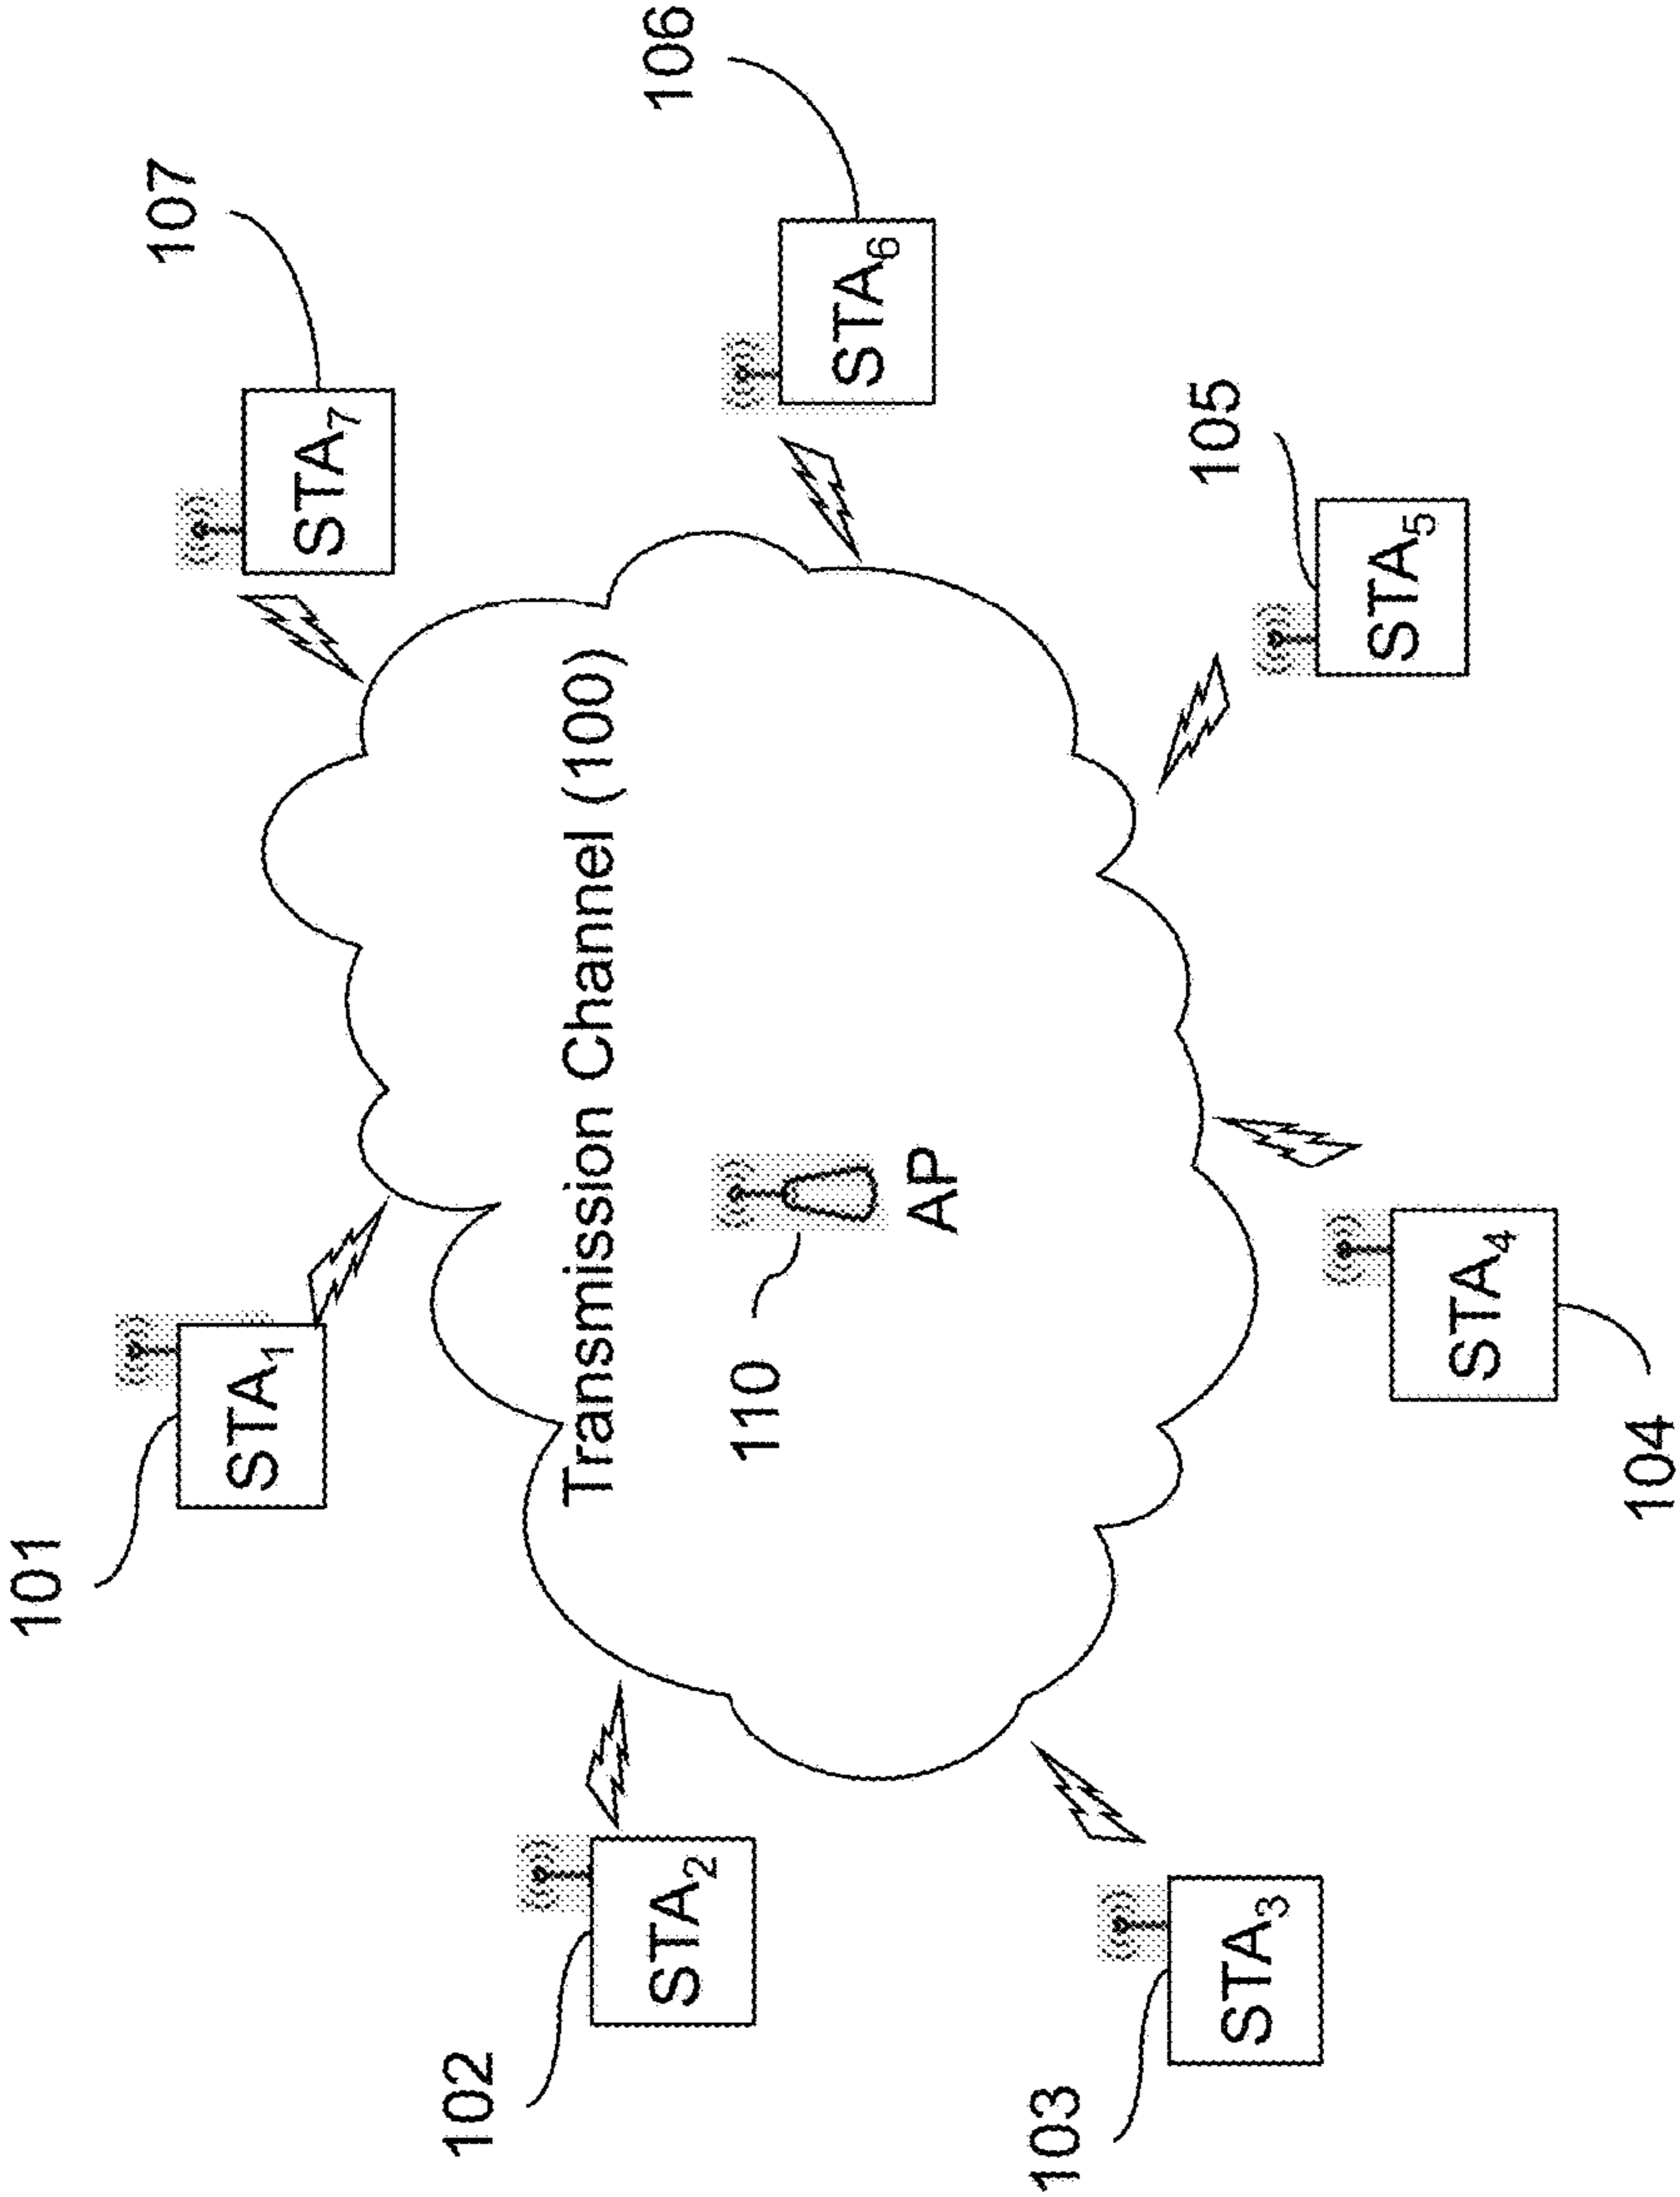 101
STA1
107
STA7
102
STA2
Transmission Channel (100)
106
STA6
110
AP
103
STA3
105
STA5
104
STA4